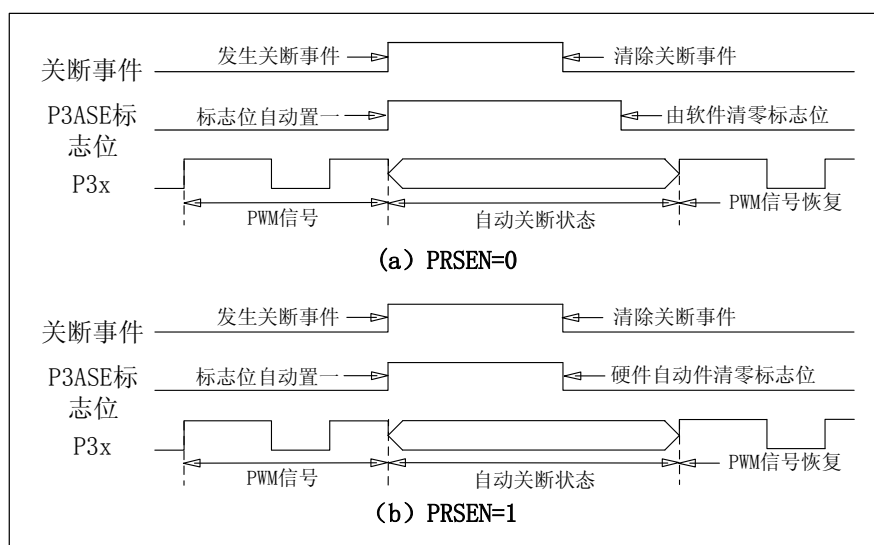 关断事件
发生关断事件
清除关断事件
P3ASE标
志位
标志位自动置一
由软件清零标志位
P3x
PWM信号
自动关断状态
PWM信号恢复
(a) PRSEN=0
关断事件
发生关断事件
清除关断事件
P3ASE标
志位
标志位自动置一
硬件自动件清零标志位
P3x
PWM信号
自动关断状态
PWM信号恢复
(b) PRSEN=1